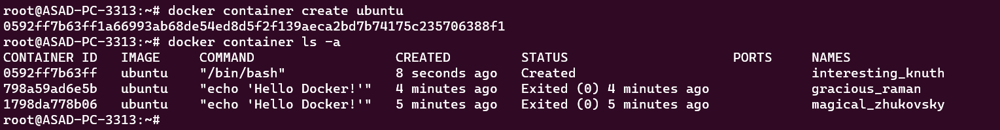 root@ASAD-PC-3313:~# docker container create ubuntu
0592ff7b63ff1a66993ab68de54ed8d5f2f139aeca2bd7b74175c235706388f1
root@ASAD-PC-3313:~# docker container ls -a
CONTAINER ID   IMAGE     COMMAND                  CREATED         STATUS                     PORTS     NAMES
0592ff7b63ff   ubuntu    "/bin/bash"              8 seconds ago   Created                              interesting_knuth
798a59ad6e5b   ubuntu    "echo 'Hello Docker!'"   4 minutes ago   Exited (0) 4 minutes ago             gracious_raman
1798da778b06   ubuntu    "echo 'Hello Docker!'"   5 minutes ago   Exited (0) 5 minutes ago             magical_zhukovsky
root@ASAD-PC-3313:~#